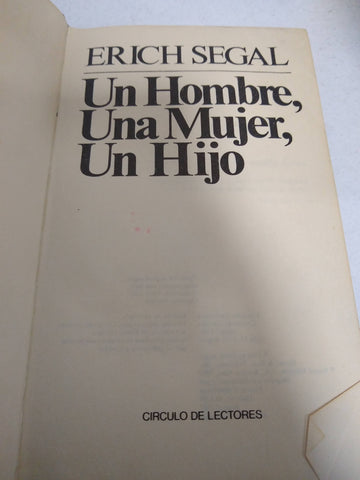 ERICH SEGAL
Un Hombre,
Una Mujer,
Un Hijo
CIRCULO DE LECTORES